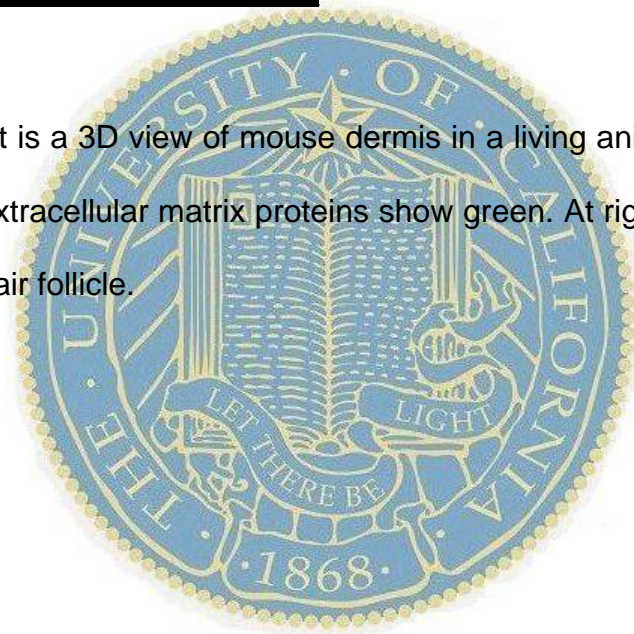 t is a 3D view of mouse dermis in a living an
xtracellular matrix proteins show green. At rig
air follicle.
THE · UNIVERSITY · OF · CALIFORNIA
LET THERE BE
LIGHT
·1868·